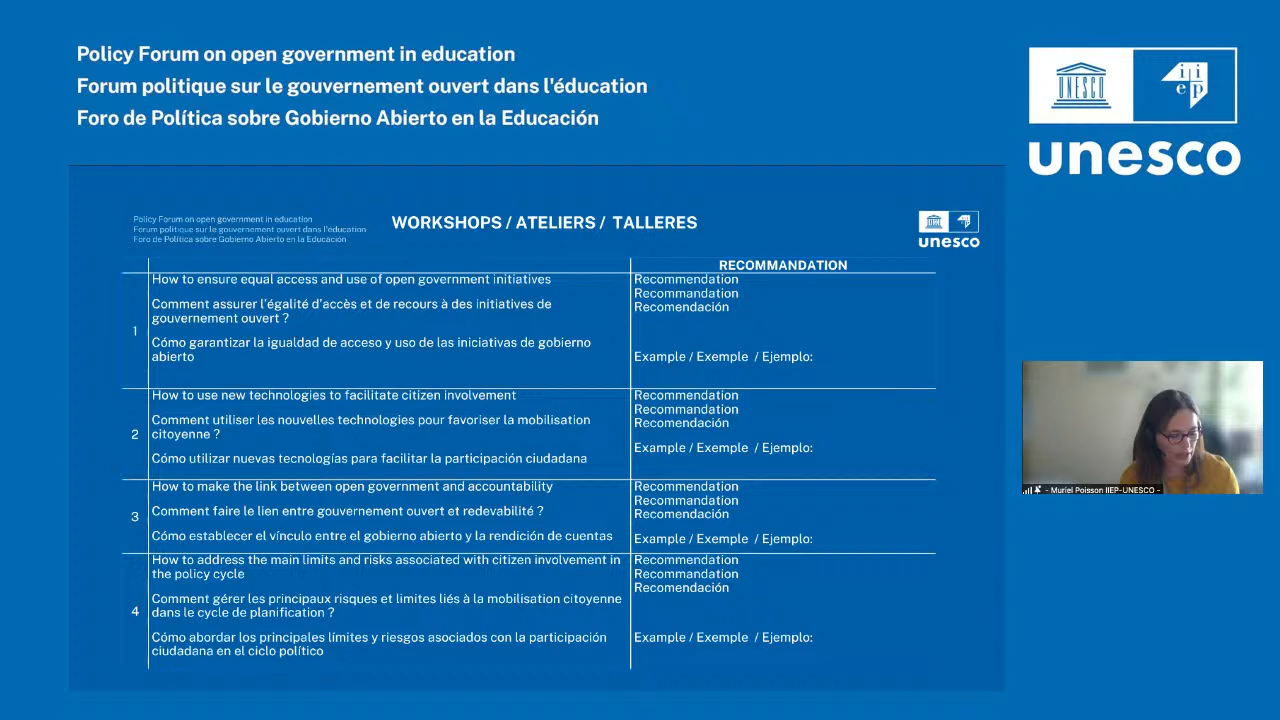 Policy Forum on open government in education
Forum politique sur le gouvernement ouvert dans l'éducation
Foro de Política sobre Gobierno Abierto en la Educación
UNESCO
i i
e p
unesco
Policy Forum on open government in education
Forum politique sur le gouvernement ouvert dans l'éducation
Foro de Política sobre Gobierno Abierto en la Educación
WORKSHOPS / ATELIERS / TALLERES
unesco
RECOMMANDATION
1
How to ensure equal access and use of open government initiatives
Comment assurer l'égalité d'accès et de recours à des initiatives de
gouvernement ouvert ?
Cómo garantizar la igualdad de acceso y uso de las iniciativas de gobierno
abierto
Recommendation
Recommandation
Recomendación
Example / Exemple / Ejemplo:
2
How to use new technologies to facilitate citizen involvement
Comment utiliser les nouvelles technologies pour favoriser la mobilisation
citoyenne ?
Cómo utilizar nuevas tecnologías para facilitar la participación ciudadana
Recommendation
Recommandation
Recomendación
Example / Exemple / Ejemplo:
3
How to make the link between open government and accountability
Comment faire le lien entre gouvernement ouvert et redevabilité ?
Cómo establecer el vínculo entre el gobierno abierto y la rendición de cuentas
Recommendation
Recommandation
Recomendación
Example / Exemple / Ejemplo:
4
How to address the main limits and risks associated with citizen involvement in
the policy cycle
Comment gérer les principaux risques et limites liés à la mobilisation citoyenne
dans le cycle de planification ?
Cómo abordar los principales límites y riesgos asociados con la participación
ciudadana en el ciclo político
Recommendation
Recommandation
Recomendación
Example / Exemple / Ejemplo:
- Muriel Poisson IIEP-UNESCO -